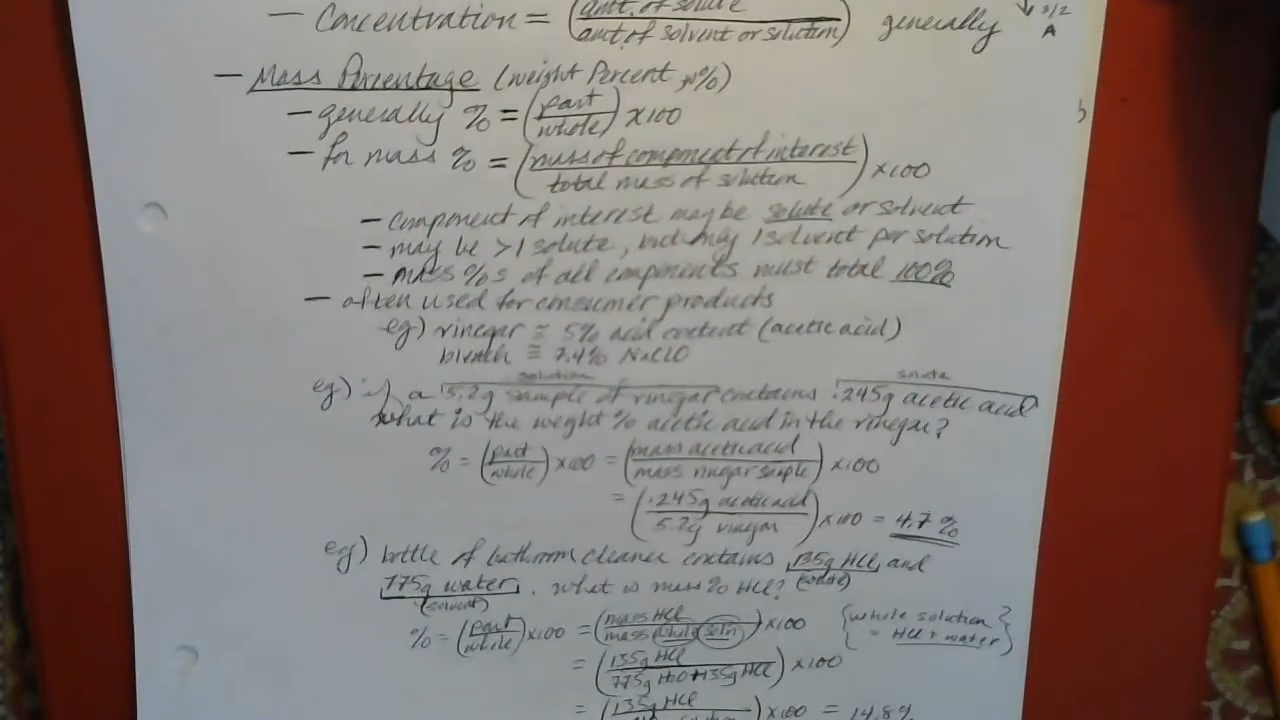 – Concentration = (amt. of solute / amt. of solvent or solution) generally
↓ 3/2
A
– Mass Percentage (weight Percent, w%)
– generally % = (part / whole) x100
– for mass % = (mass of component of interest / total mass of solution) x100
– component of interest may be solute or solvent
– may be >1 solute, but only 1 solvent per solution
– mass %s of all components must total 100%
– often used for consumer products
eg) vinegar ≅ 5% acid content (acetic acid)
bleach ≅ 7.4% NaClO
solution solute
eg) if a 5.2g sample of vinegar contains .245g acetic acid
what is the weight % acetic acid in the vinegar?
% = (part / whole) x100 = (mass acetic acid / mass vinegar sample) x100
= (.245g acetic acid / 5.2g vinegar) x100 = 4.7 %
eg) bottle of bathroom cleaner contains 135g HCl and
(solute)
775g water. What is mass % HCl?
(solvent)
% = (part / whole) x100 = (mass HCl / mass whole soln) x100 {whole solution = HCl + water}
= (135g HCl / 775g H2O + 135g HCl) x100
= (135g HCl / ) x100 = 14.8%